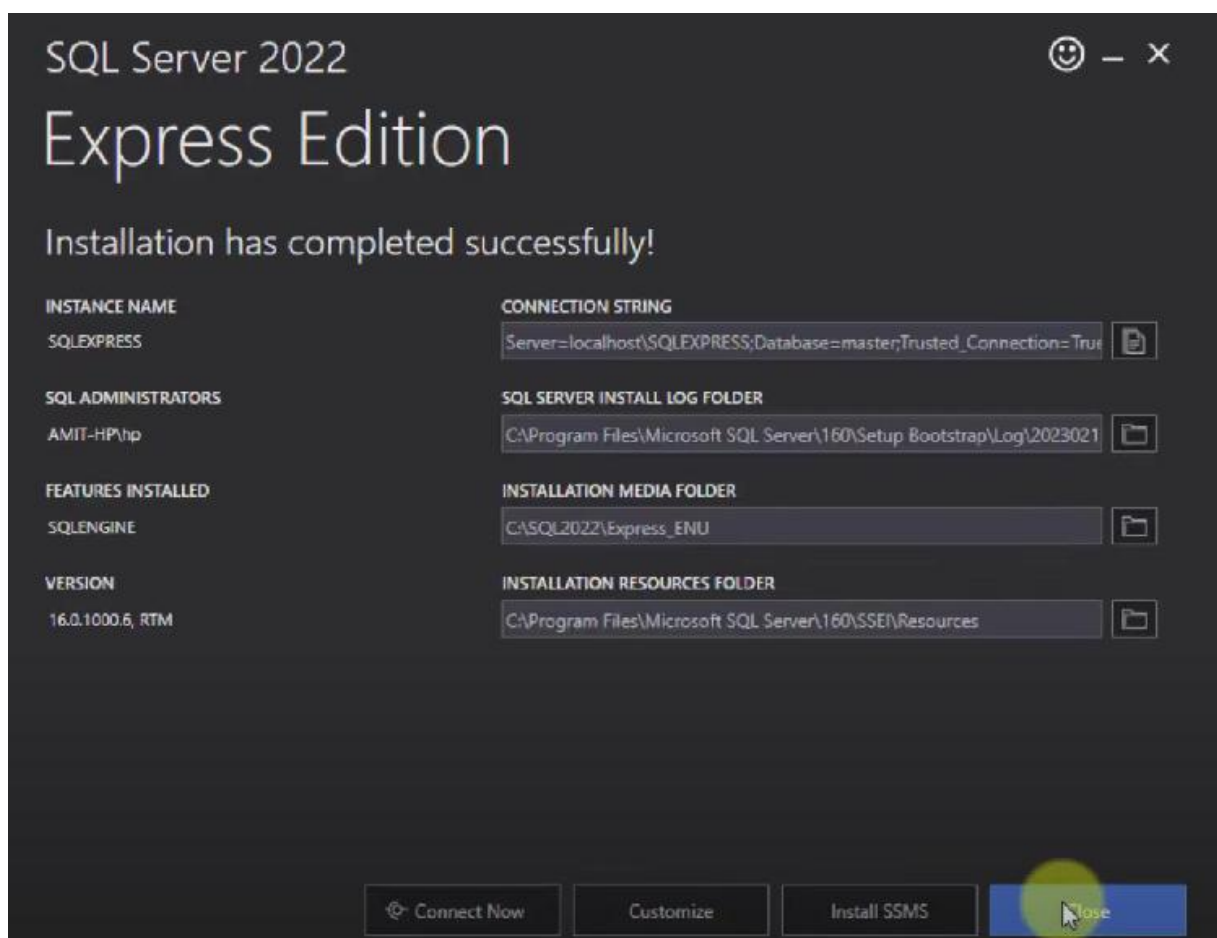 SQL Server 2022
Express Edition
Installation has completed successfully!
INSTANCE NAME
SQLEXPRESS
CONNECTION STRING
Server=localhost\SQLEXPRESS;Database=master;Trusted_Connection=True
SQL ADMINISTRATORS
AMIT-HP\hp
SQL SERVER INSTALL LOG FOLDER
C:\Program Files\Microsoft SQL Server\160\Setup Bootstrap\Log\2023021
FEATURES INSTALLED
SQLENGINE
INSTALLATION MEDIA FOLDER
C:\SQL2022\Express_ENU
VERSION
16.0.1000.6, RTM
INSTALLATION RESOURCES FOLDER
C:\Program Files\Microsoft SQL Server\160\SSEI\Resources
Connect Now
Customize
Install SSMS
Close